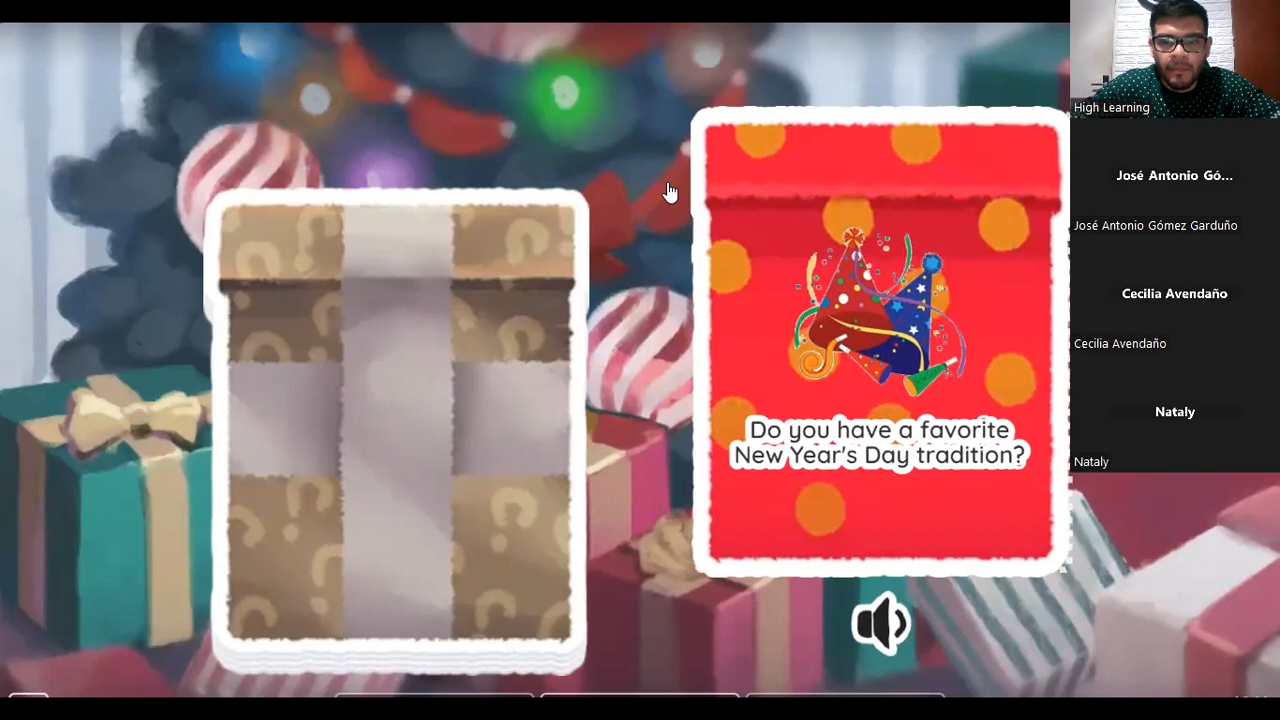 Do you have a favorite
New Year's Day tradition?
High Learning
José Antonio Gó...
José Antonio Gómez Garduño
Cecilia Avendaño
Cecilia Avendaño
Nataly
Nataly